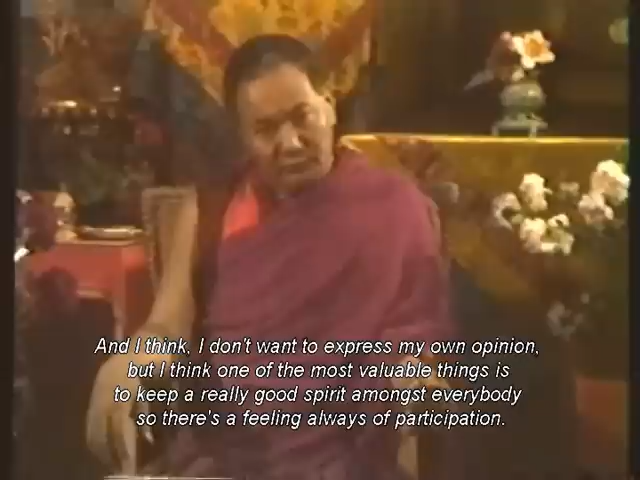 And I think, I don't want to express my own opinion,
but I think one of the most valuable things is
to keep a really good spirit amongst everybody
so there's a feeling always of participation.